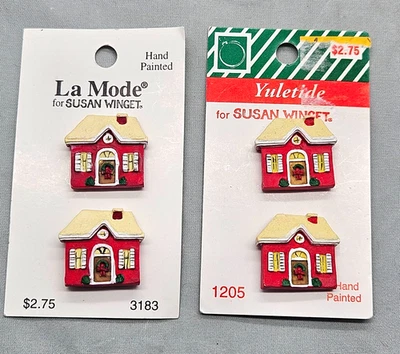 Hand
Painted
La Mode®
for SUSAN WINGET®
$2.75
3183
$2.75
Yuletide
for SUSAN WINGET®
1205
Hand
Painted